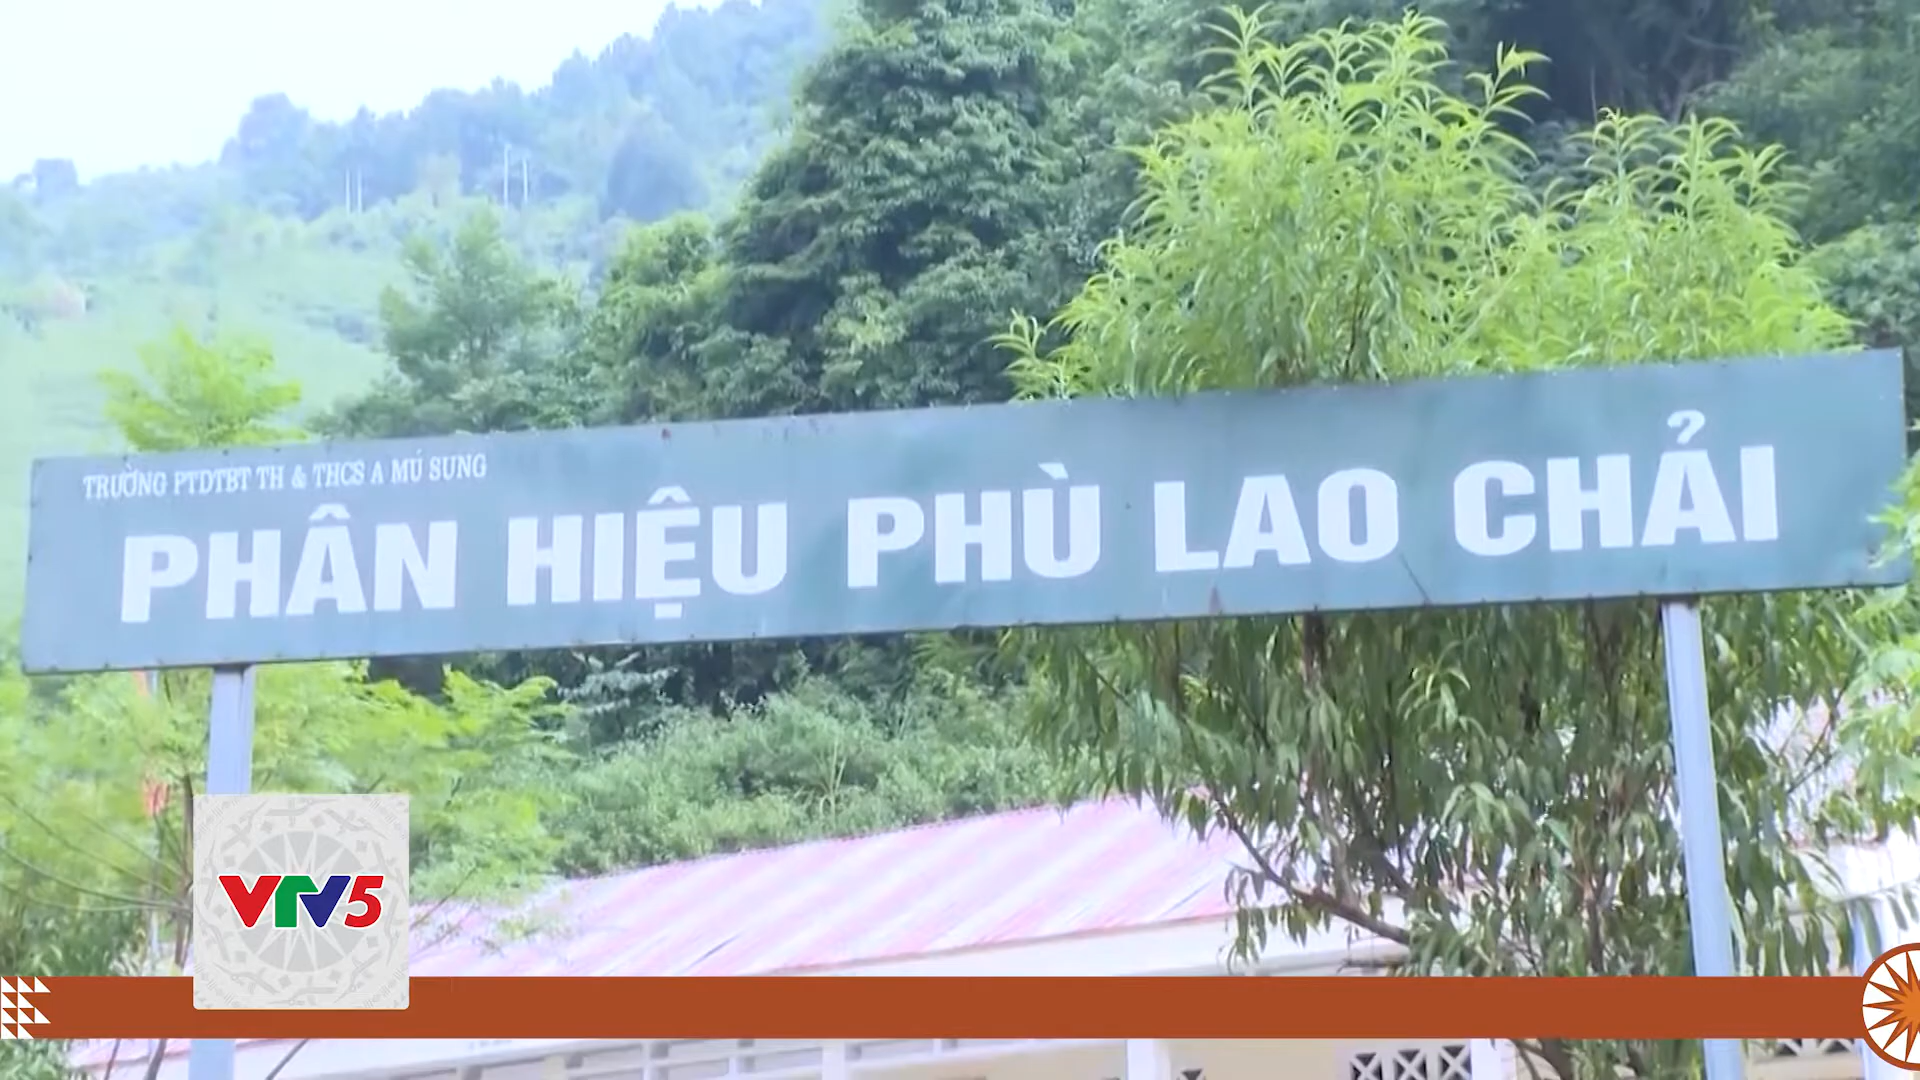 TRƯỜNG PTDTBT TH & THCS A MÚ SUNG
PHÂN HIỆU PHÙ LAO CHẢI
VTV5